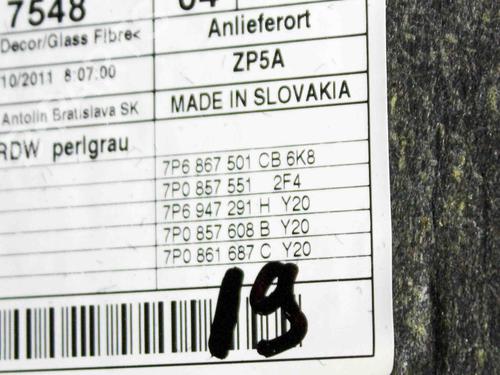 7548
04
Anlieferort
Decor/Glass Fibre<
ZP5A
10/2011 8:07:00
Antolin Bratislava SK
MADE IN SLOVAKIA
RDW perlgrau
7P6 867 501 CB 6K8
7P0 857 551 2F4
7P6 947 291 H Y20
7P0 857 608 B Y20
7P0 861 687 C Y20
19